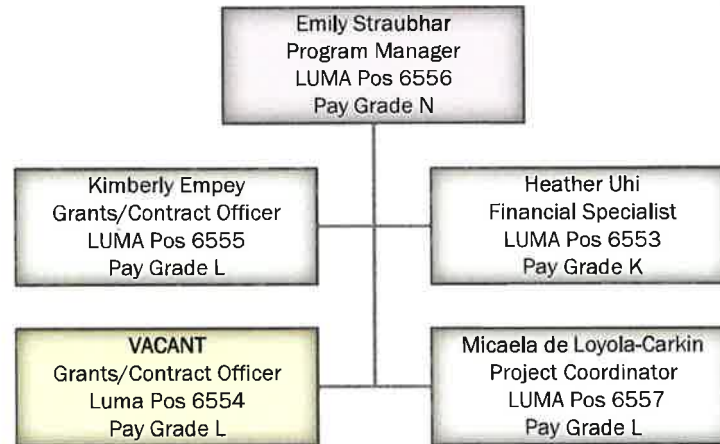 Emily Straubhar
Program Manager
LUMA Pos 6556
Pay Grade N
Kimberly Empey
Grants/Contract Officer
LUMA Pos 6555
Pay Grade L
Heather Uhi
Financial Specialist
LUMA Pos 6553
Pay Grade K
VACANT
Grants/Contract Officer
Luma Pos 6554
Pay Grade L
Micaela de Loyola-Carkin
Project Coordinator
LUMA Pos 6557
Pay Grade L